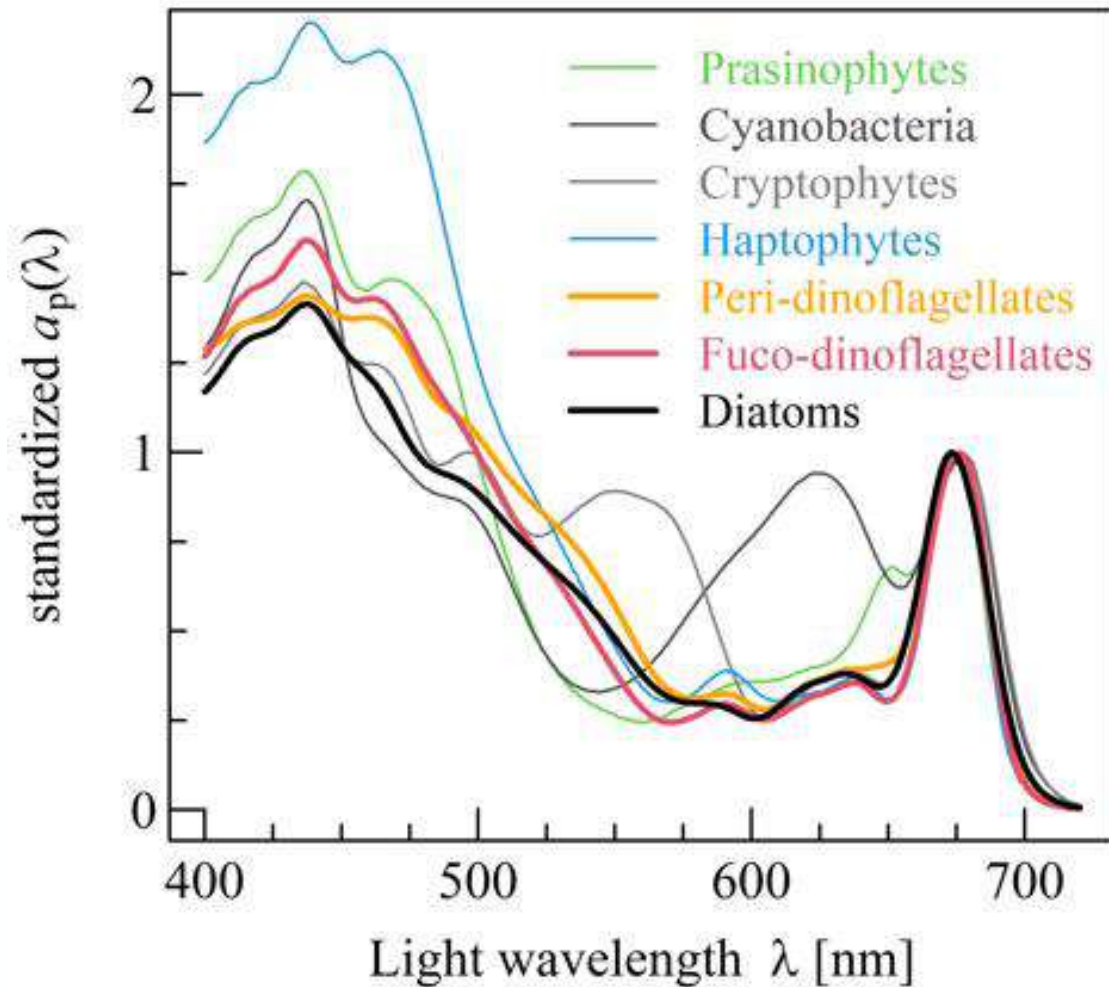 Prasinophytes
Cyanobacteria
Cryptophytes
Haptophytes
Peri-dinoflagellates
Fuco-dinoflagellates
Diatoms
standardized aₚ(λ)
2
1
0
400 500 600 700
Light wavelength λ [nm]